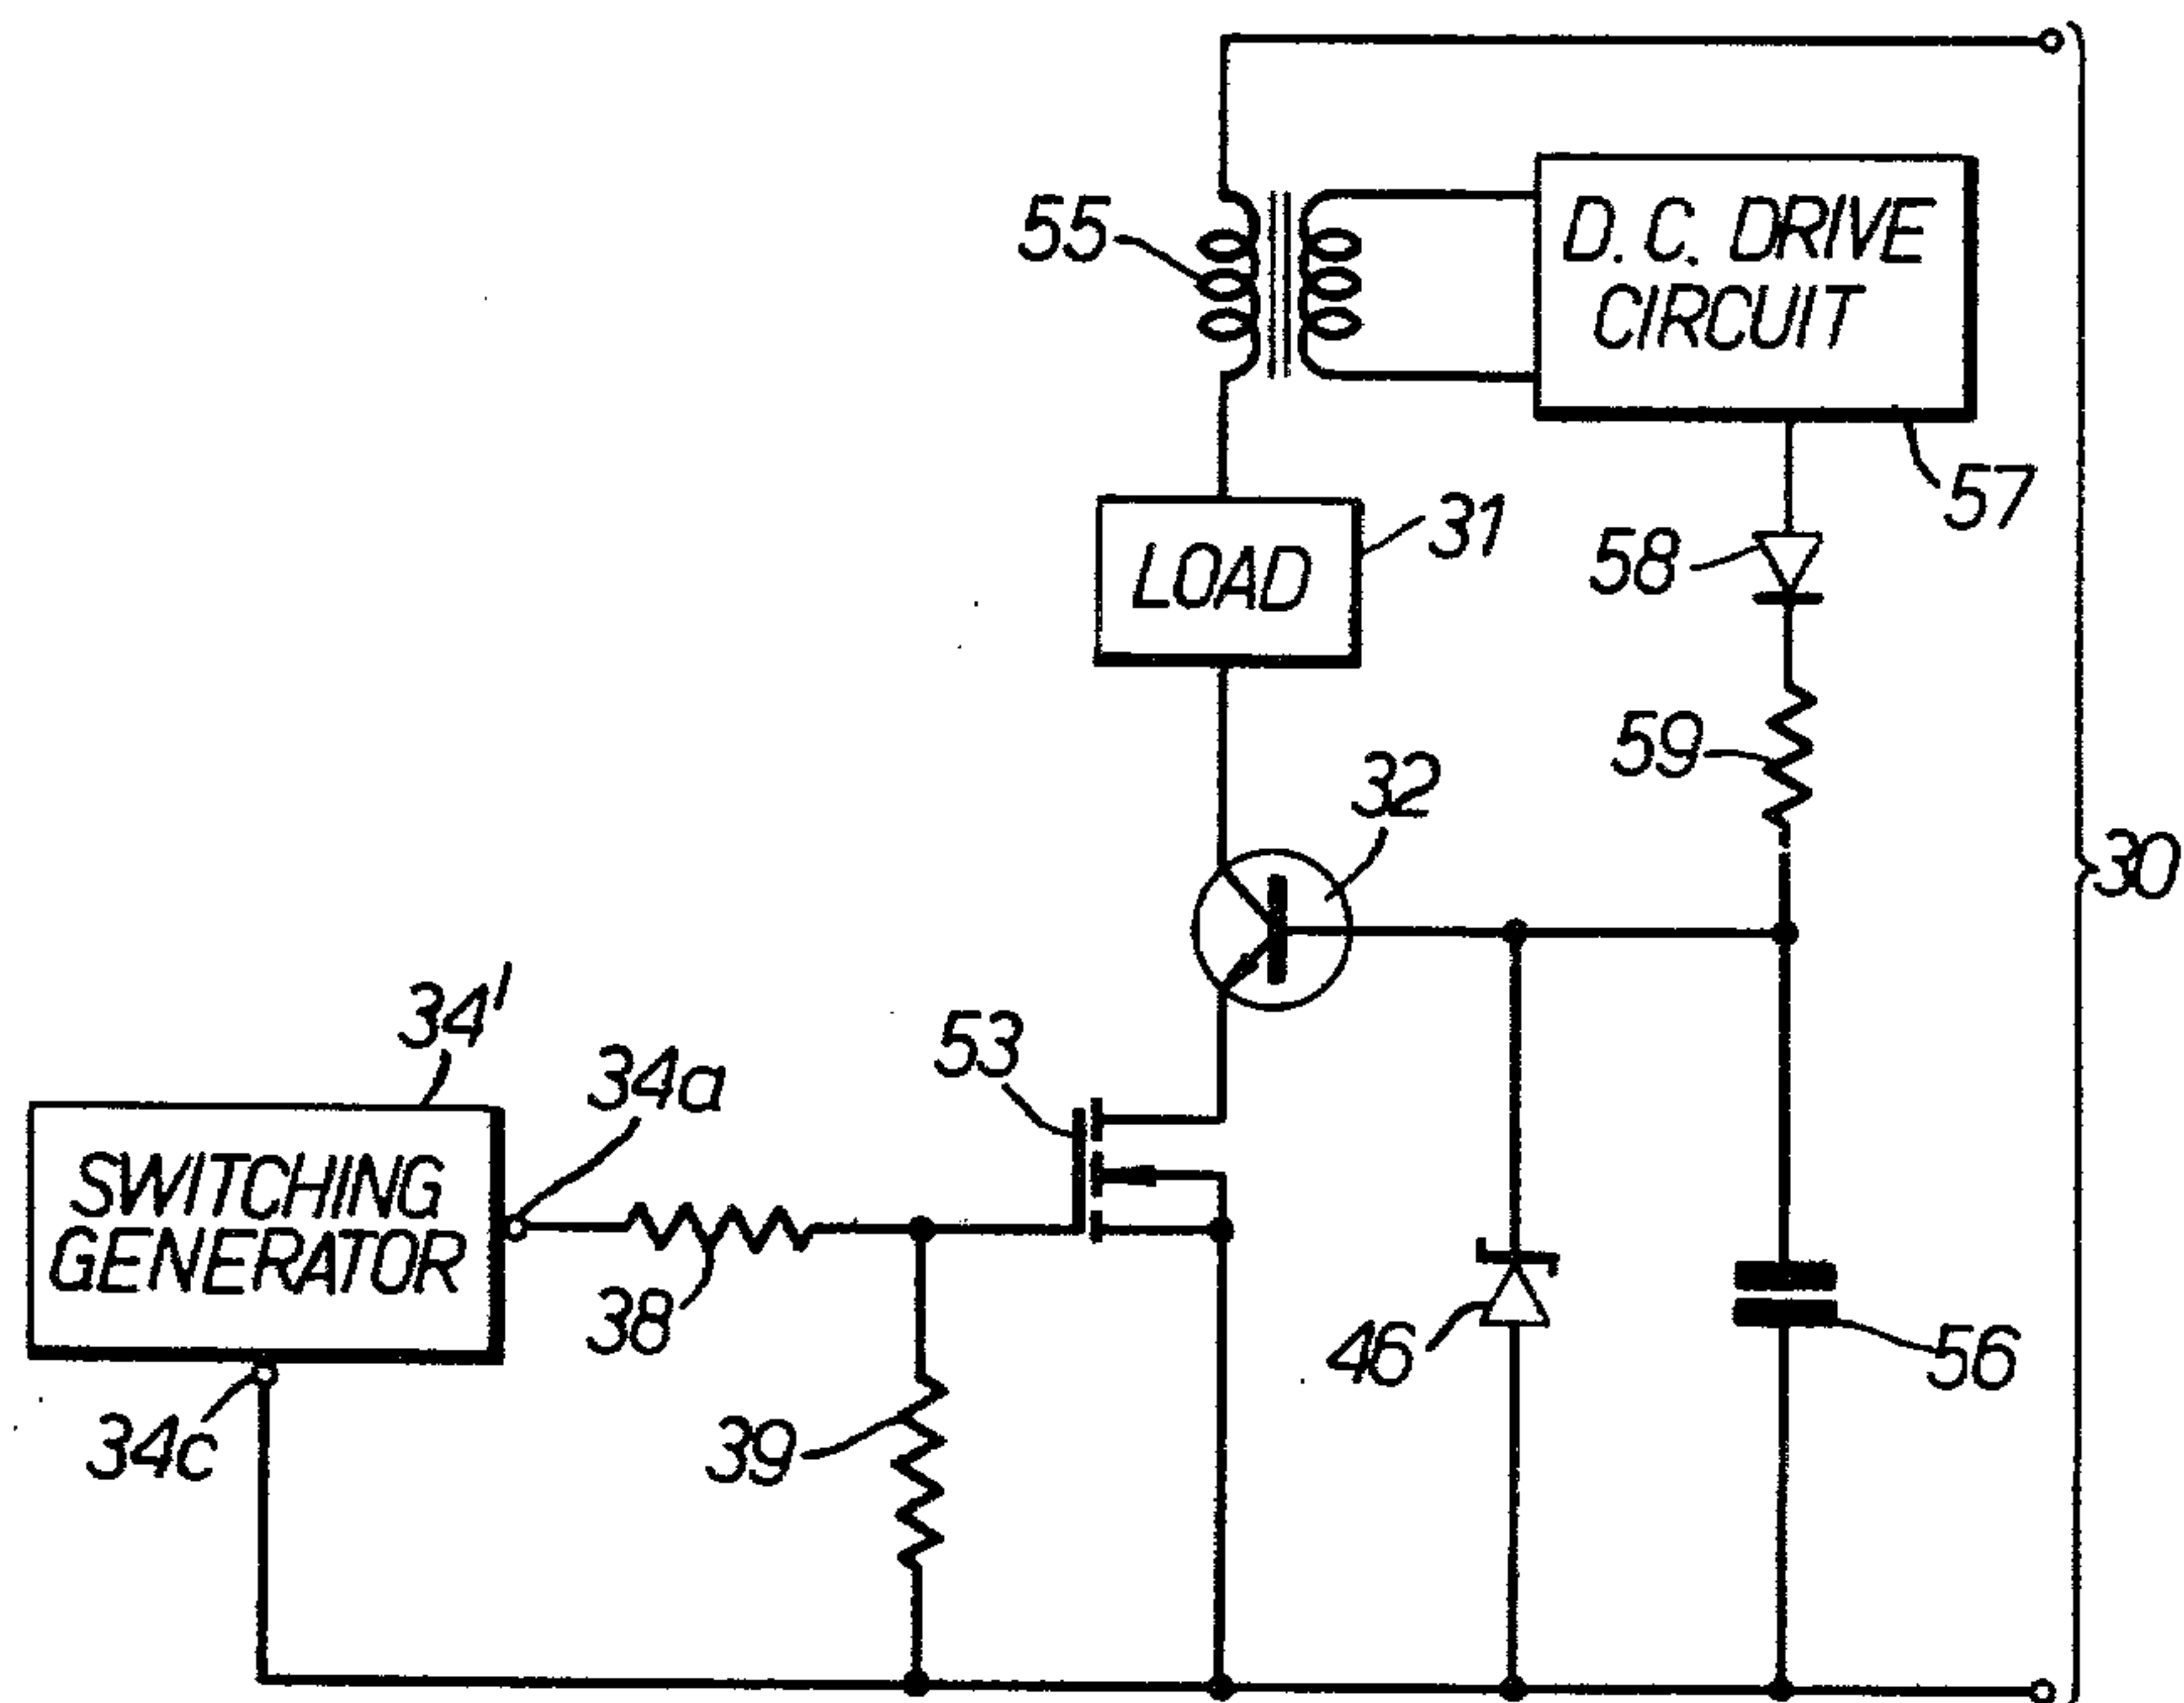 55
D. C. DRIVE
CIRCUIT
57
31
LOAD
58
59
32
30
34'
34a
53
SWITCHING
GENERATOR
38
46
56
34c
39